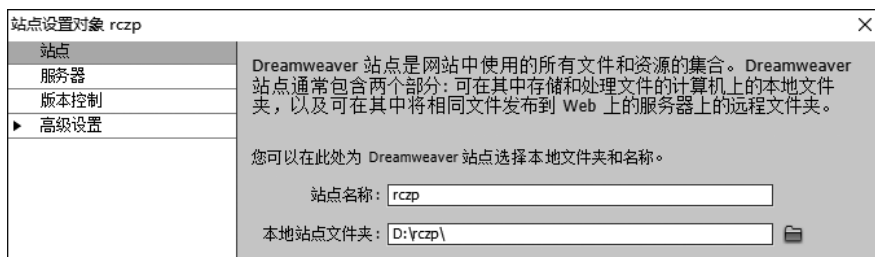 站点设置对象 rczp
站点
服务器
版本控制
高级设置
Dreamweaver 站点是网站中使用的所有文件和资源的集合。Dreamweaver
站点通常包含两个部分：可在其中存储和处理文件的计算机上的本地文件
夹，以及可在其中将相同文件发布到 Web 上的服务器上的远程文件夹。
您可以在此处为 Dreamweaver 站点选择本地文件夹和名称。
站点名称： rczp
本地站点文件夹： D:\rczp\